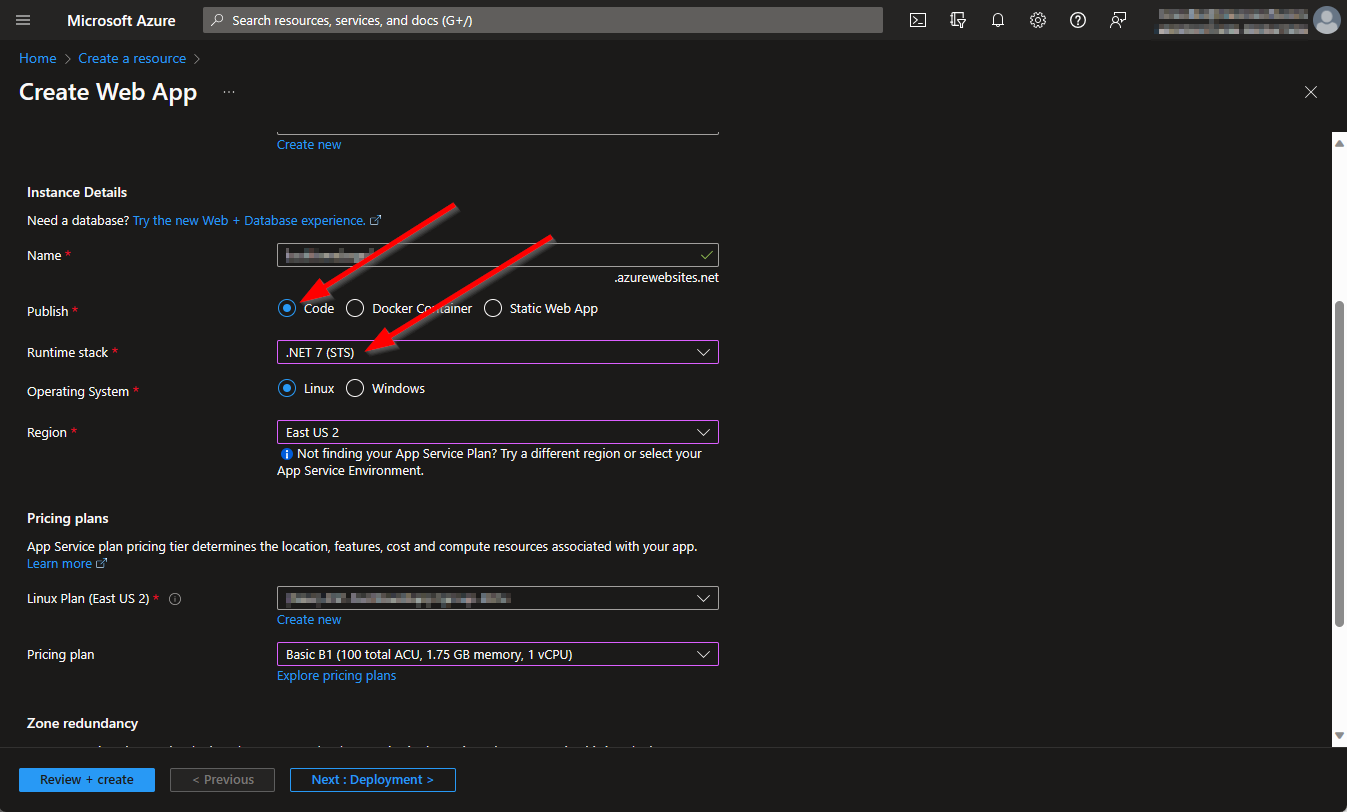 Microsoft Azure
Search resources, services, and docs (G+/)
Home > Create a resource >
Create Web App ...
Create new
Instance Details
Need a database? Try the new Web + Database experience.
Name *
.azurewebsites.net
Publish *
Code
Docker Container
Static Web App
Runtime stack *
.NET 7 (STS)
Operating System *
Linux
Windows
Region *
East US 2
Not finding your App Service Plan? Try a different region or select your
App Service Environment.
Pricing plans
App Service plan pricing tier determines the location, features, cost and compute resources associated with your app.
Learn more
Linux Plan (East US 2) *
Create new
Pricing plan
Basic B1 (100 total ACU, 1.75 GB memory, 1 vCPU)
Explore pricing plans
Zone redundancy
Review + create
< Previous
Next : Deployment >